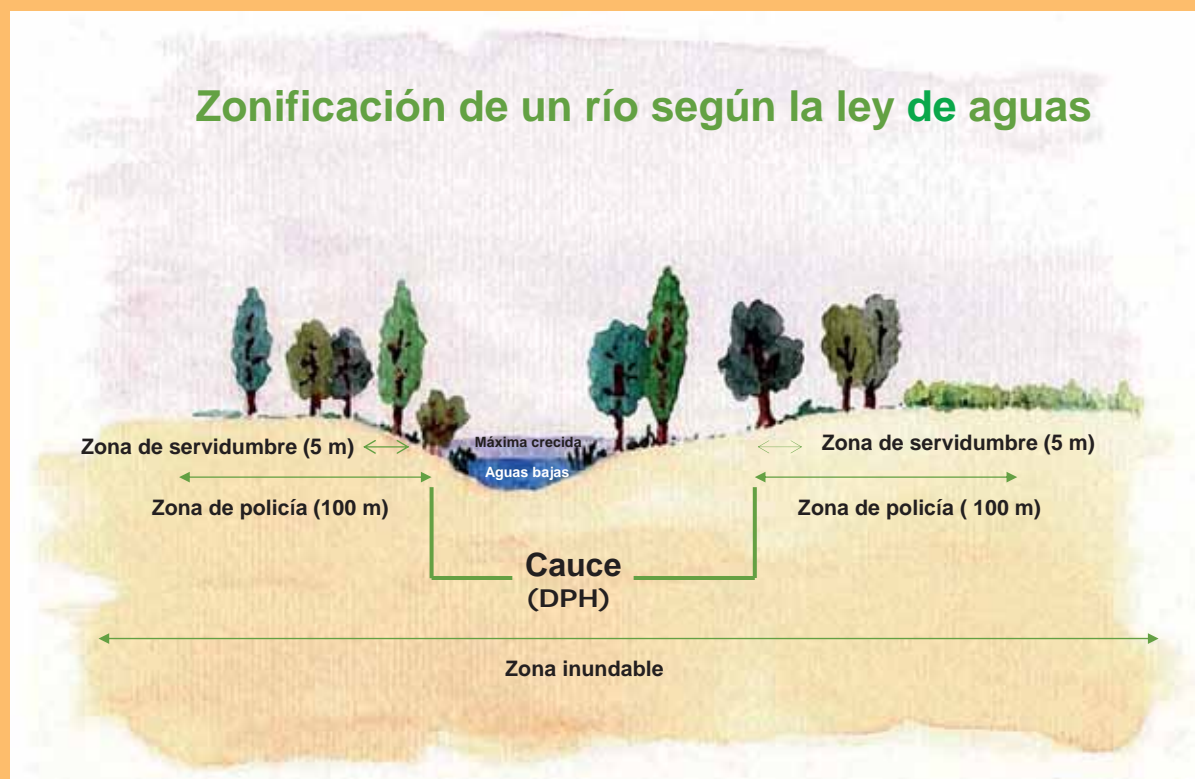 Zonificación de un río según la ley de aguas
Máxima crecida
Zona de servidumbre (5 m)
Zona de servidumbre (5 m)
Aguas bajas
Zona de policía (100 m)
Zona de policía ( 100 m)
Cauce
(DPH)
Zona inundable